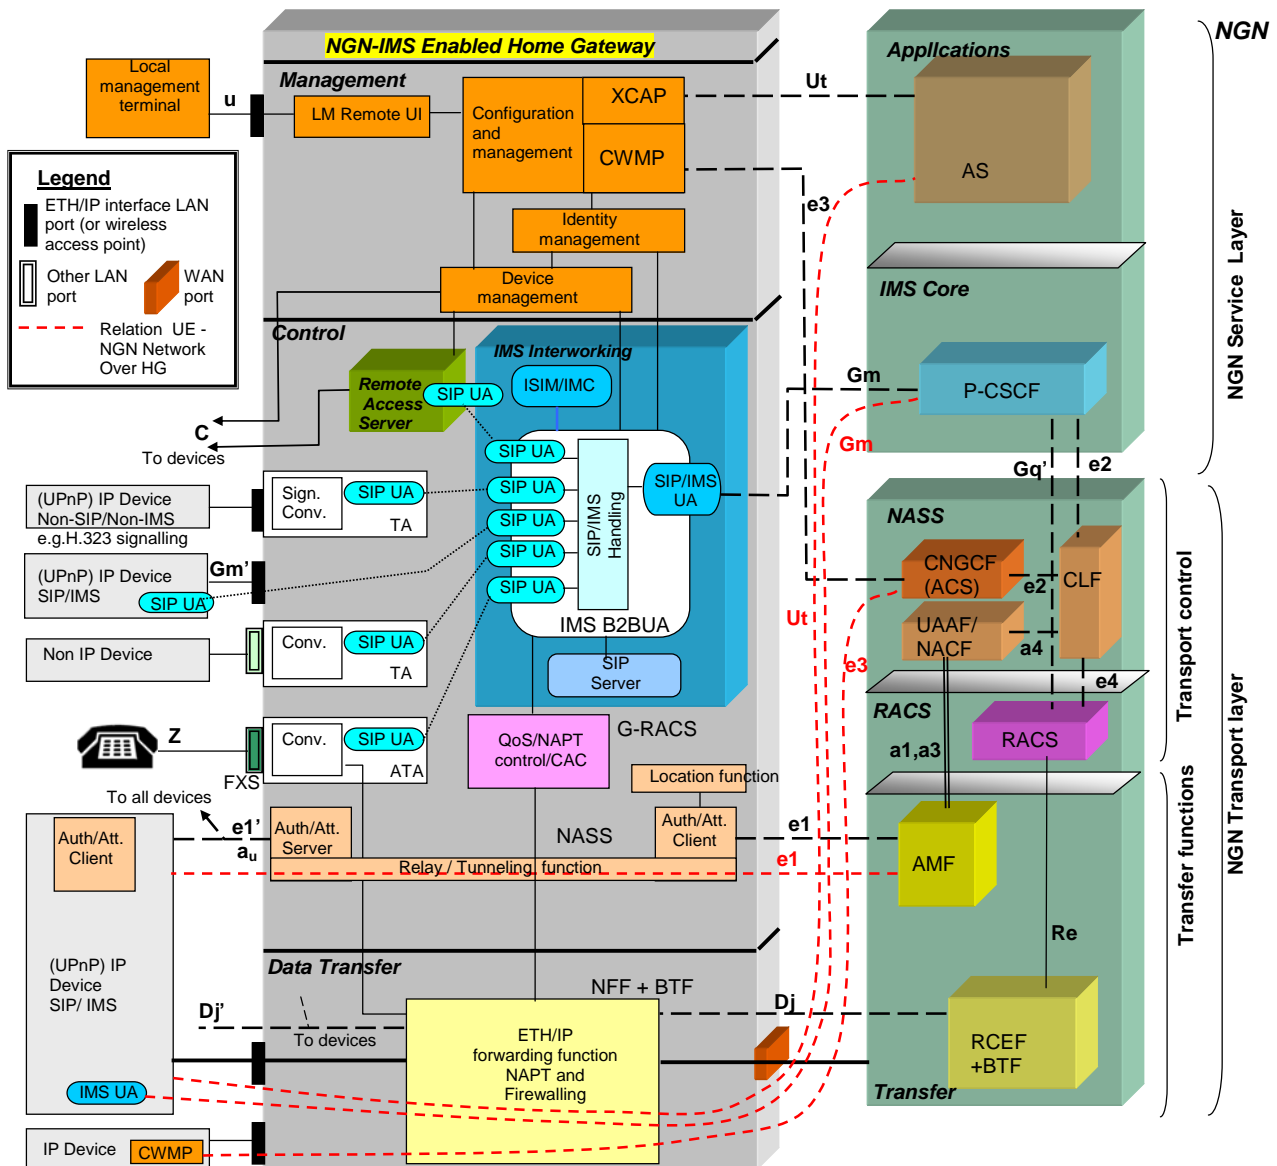 NGN-IMS Enabled Home Gateway
NGN
Applications
Local
management
terminal
u
Management
LM Remote UI
Configuration
and
management
XCAP
CWMP
Ut
AS
e3
Legend
ETH/IP interface LAN
port (or wireless
access point)
Other LAN
port
WAN
port
Relation UE -
NGN Network
Over HG
Identity
management
Device
management
IMS Core
NGN Service Layer
Control
IMS Interworking
Remote
Access
Server
SIP UA
ISIM/IMC
Gm
P-CSCF
Gm
C
To devices
SIP UA
SIP UA
SIP UA
SIP UA
SIP UA
SIP/IMS
Handling
SIP/IMS
UA
IMS B2BUA
SIP
Server
Gq’
e2
(UPnP) IP Device
Non-SIP/Non-IMS
e.g.H.323 signalling
Sign.
Conv.
SIP UA
TA
(UPnP) IP Device
SIP/IMS
SIP UA
Gm’
Non IP Device
Conv.
SIP UA
TA
NASS
CNGCF
(ACS)
e2
CLF
UAAF/
NACF
a4
e4
Ut
e3
Transport control
NGN Transport layer
RACS
RACS
a1,a3
Z
FXS
Conv.
SIP UA
ATA
QoS/NAPT
control/CAC
G-RACS
Location function
To all devices
Auth/Att.
Client
e1’
au
Auth/Att.
Server
NASS
Auth/Att.
Client
Relay / Tunneling function
e1
e1
AMF
Transfer functions
Re
(UPnP) IP
Device
SIP/ IMS
IMS UA
Data Transfer
NFF + BTF
Dj’
To devices
ETH/IP
forwarding function
NAPT and
Firewalling
Dj
RCEF
+BTF
Transfer
IP Device
CWMP